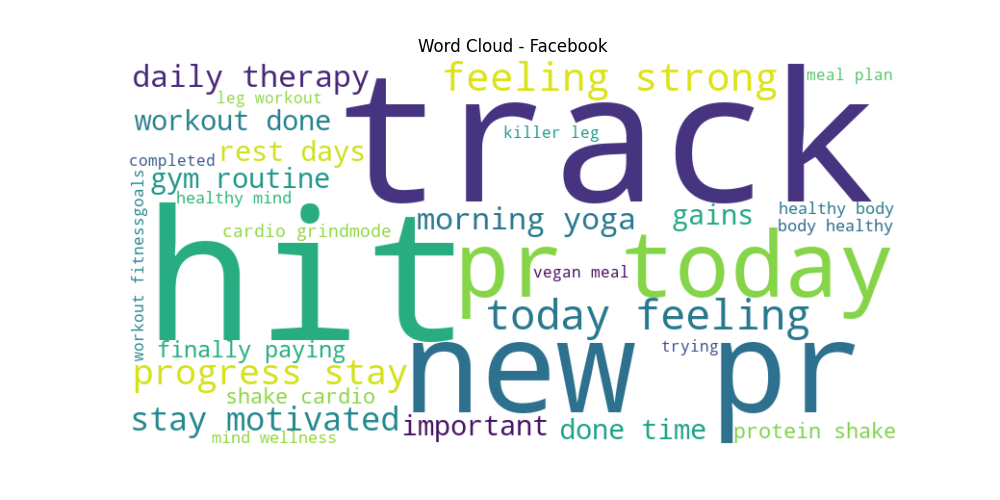 Word Cloud - Facebook
daily therapy
feeling strong
meal plan
leg workout
track
workout done
killer leg
rest days
completed
gym routine
healthy mind
workout fitnessgoals
hit
morning yoga
gains
healthy body
body healthy
cardio grindmode
pr today
vegan meal
today feeling
finally paying
new pr
trying
progress stay
shake cardio
stay motivated
important
done time
protein shake
mind wellness